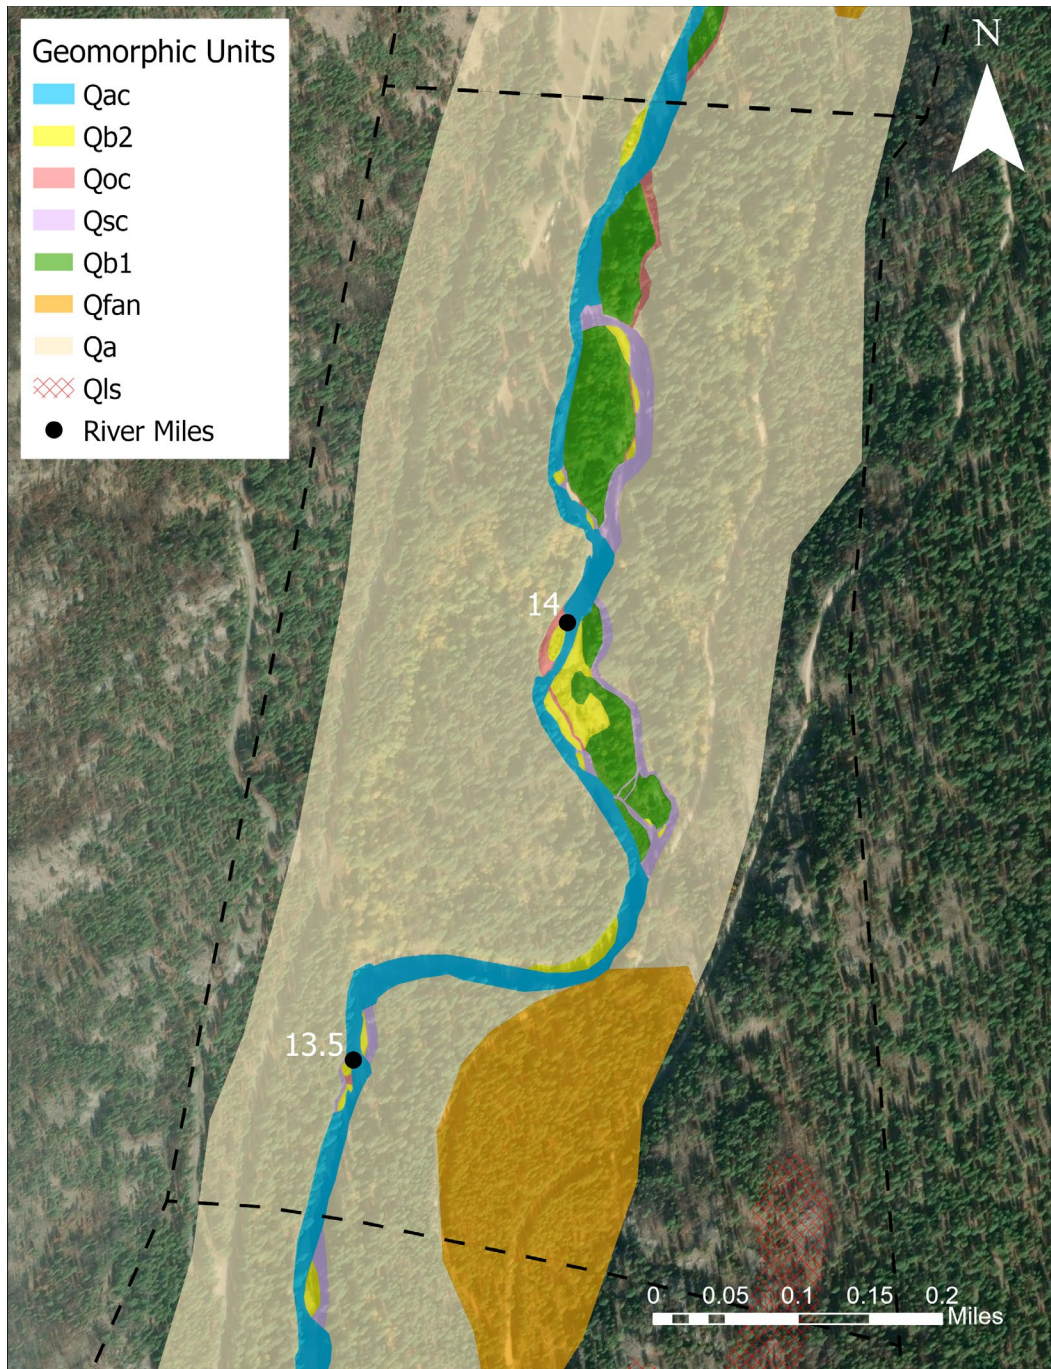 Geomorphic Units
Qac
Qb2
Qoc
Qsc
Qb1
Qfan
Qa
Qls
River Miles
N
14
13.5
0 0.05 0.1 0.15 0.2
Miles